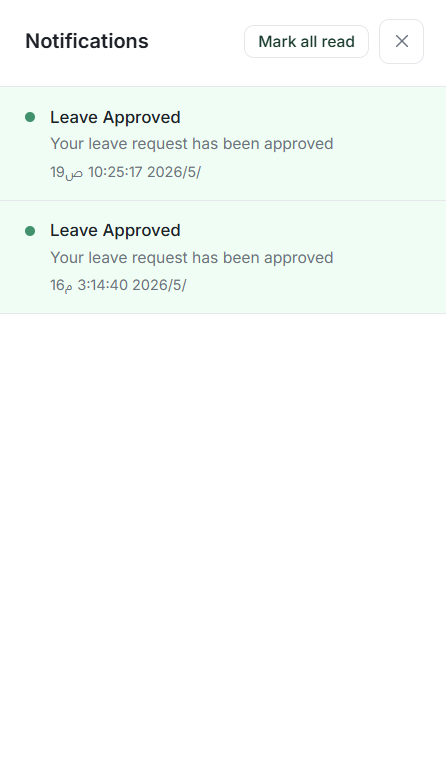 Notifications
Mark all read
Leave Approved
Your leave request has been approved
19ص 10:25:17 2026/5/
Leave Approved
Your leave request has been approved
16م 3:14:40 2026/5/